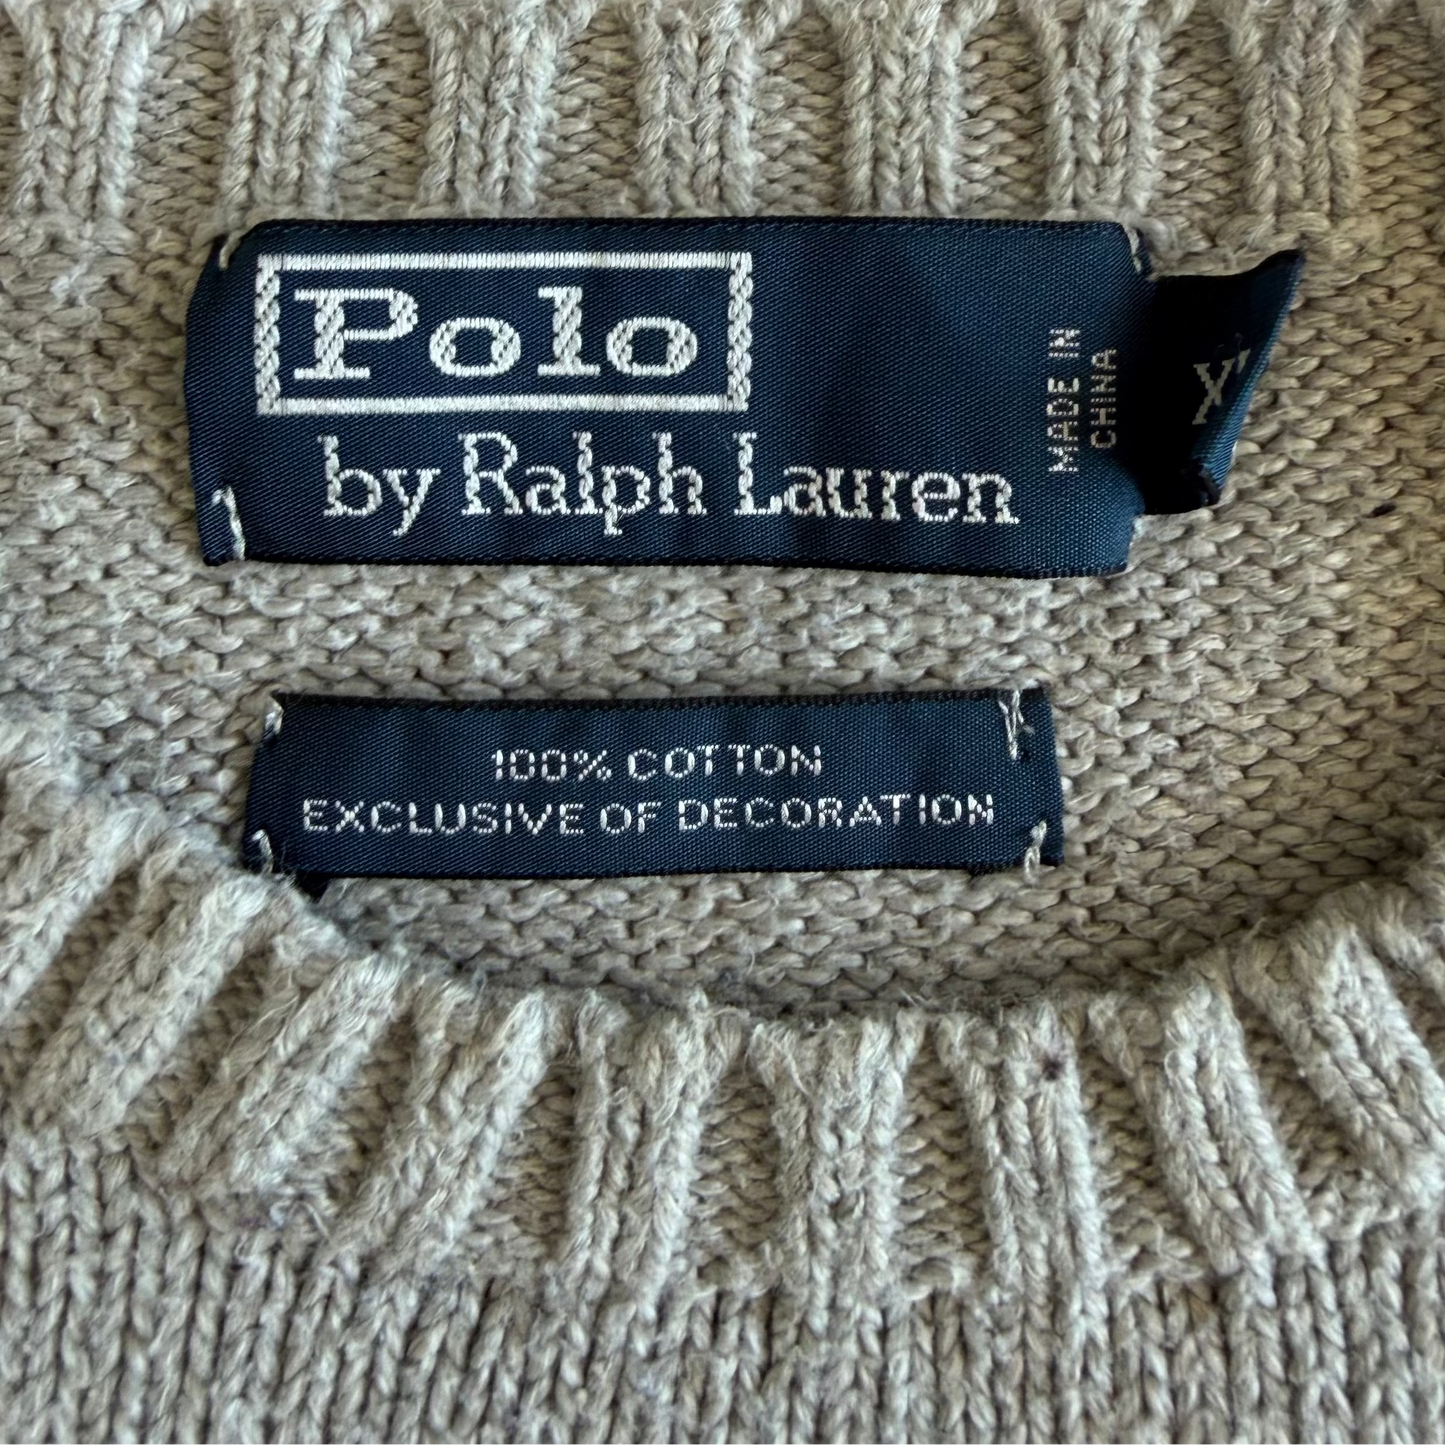 Polo
by Ralph Lauren
MADE IN
CHINA
100% COTTON
EXCLUSIVE OF DECORATION